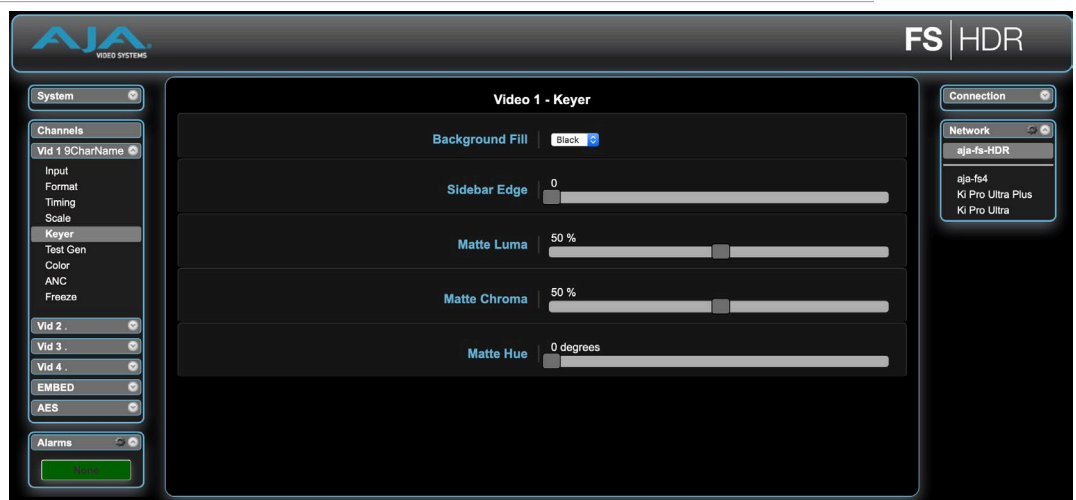 AJA
VIDEO SYSTEMS
FS|HDR
System
Channels
Vid 1 9CharName
Input
Format
Timing
Scale
Keyer
Test Gen
Color
ANC
Freeze
Vid 2 .
Vid 3 .
Vid 4 .
EMBED
AES
Alarms
None
Video 1 - Keyer
Background Fill Black
Sidebar Edge 0
Matte Luma 50 %
Matte Chroma 50 %
Matte Hue 0 degrees
Connection
Network
aja-fs-HDR
aja-fs4
Ki Pro Ultra Plus
Ki Pro Ultra